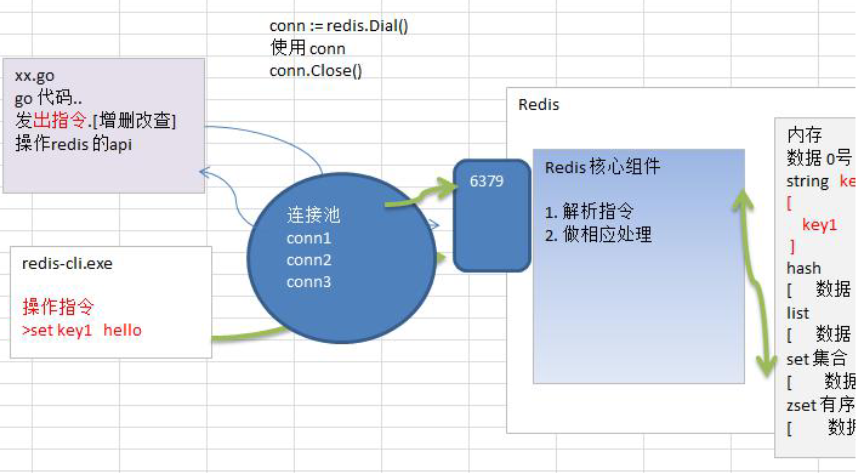 conn := redis.Dial()
使用 conn
conn.Close()
xx.go
go 代码..
发出指令.[增删改查]
操作redis 的api
redis-cli.exe
操作指令
>set key1 hello
连接池
conn1
conn2
conn3
6379
Redis
Redis 核心组件
1. 解析指令
2. 做相应处理
内存
数据 0号
string ke
[
key1
]
hash
[ 数据
list
[ 数据
set 集合
[ 数据
zset 有序
[ 数据